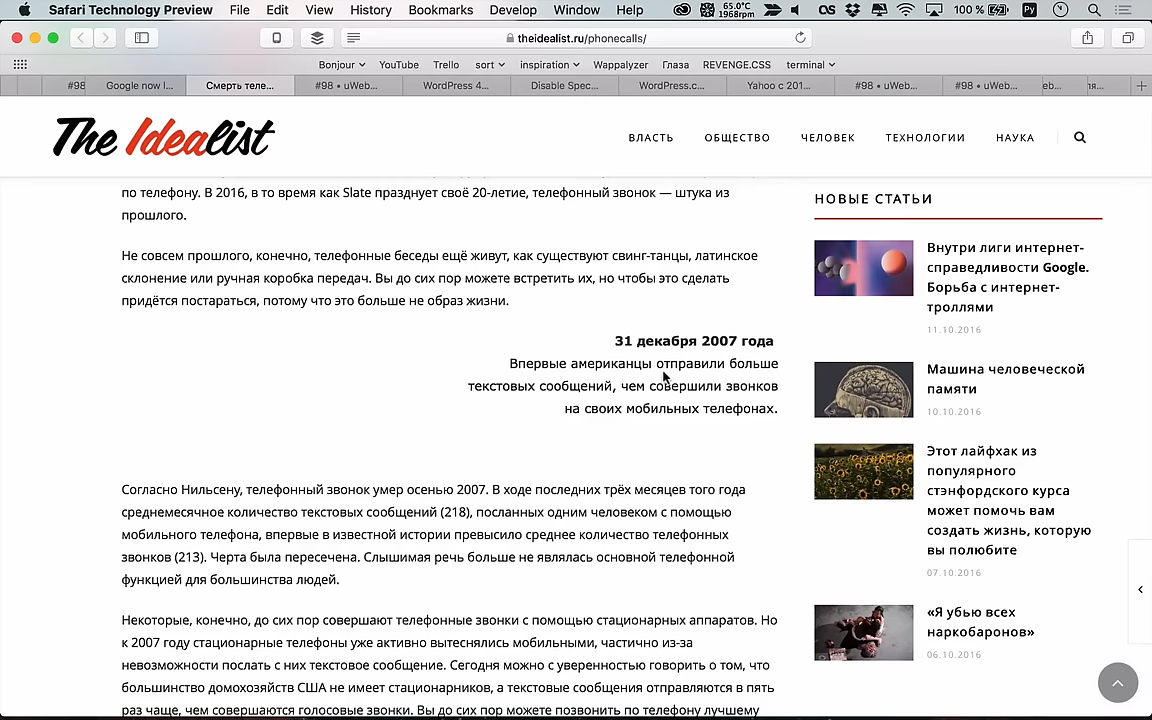 Safari Technology Preview File Edit View History Bookmarks Develop Window Help 65.0°C 1968rpm OS 100 % Py
theidealist.ru/phonecalls/
Bonjour YouTube Trello sort inspiration Wappalyzer Глаза REVENGE.CSS terminal
#98 Google now l... Смерть теле... #98 • uWeb... WordPress 4... Disable Spec... WordPress.c... Yahoo с 201... #98 • uWeb... #98 • uWeb...
The Idealist
ВЛАСТЬ ОБЩЕСТВО ЧЕЛОВЕК ТЕХНОЛОГИИ НАУКА
по телефону. В 2016, в то время как Slate празднует своё 20-летие, телефонный звонок — штука из
прошлого.
Не совсем прошлого, конечно, телефонные беседы ещё живут, как существуют свинг-танцы, латинское
склонение или ручная коробка передач. Вы до сих пор можете встретить их, но чтобы это сделать
придётся постараться, потому что это больше не образ жизни.
31 декабря 2007 года
Впервые американцы отправили больше
текстовых сообщений, чем совершили звонков
на своих мобильных телефонах.
Согласно Нильсену, телефонный звонок умер осенью 2007. В ходе последних трёх месяцев того года
среднемесячное количество текстовых сообщений (218), посланных одним человеком с помощью
мобильного телефона, впервые в известной истории превысило среднее количество телефонных
звонков (213). Черта была пересечена. Слышимая речь больше не являлась основной телефонной
функцией для большинства людей.
Некоторые, конечно, до сих пор совершают телефонные звонки с помощью стационарных аппаратов. Но
к 2007 году стационарные телефоны уже активно вытеснялись мобильными, частично из-за
невозможности послать с них текстовое сообщение. Сегодня можно с уверенностью говорить о том, что
большинство домохозяйств США не имеет стационарников, а текстовые сообщения отправляются в пять
раз чаще, чем совершаются голосовые звонки. Вы до сих пор можете позвонить по телефону лучшему
НОВЫЕ СТАТЬИ
Внутри лиги интернет-
справедливости Google.
Борьба с интернет-
троллями
11.10.2016
Машина человеческой
памяти
10.10.2016
Этот лайфхак из
популярного
стэнфордского курса
может помочь вам
создать жизнь, которую
вы полюбите
07.10.2016
«Я убью всех
наркобаронов»
06.10.2016